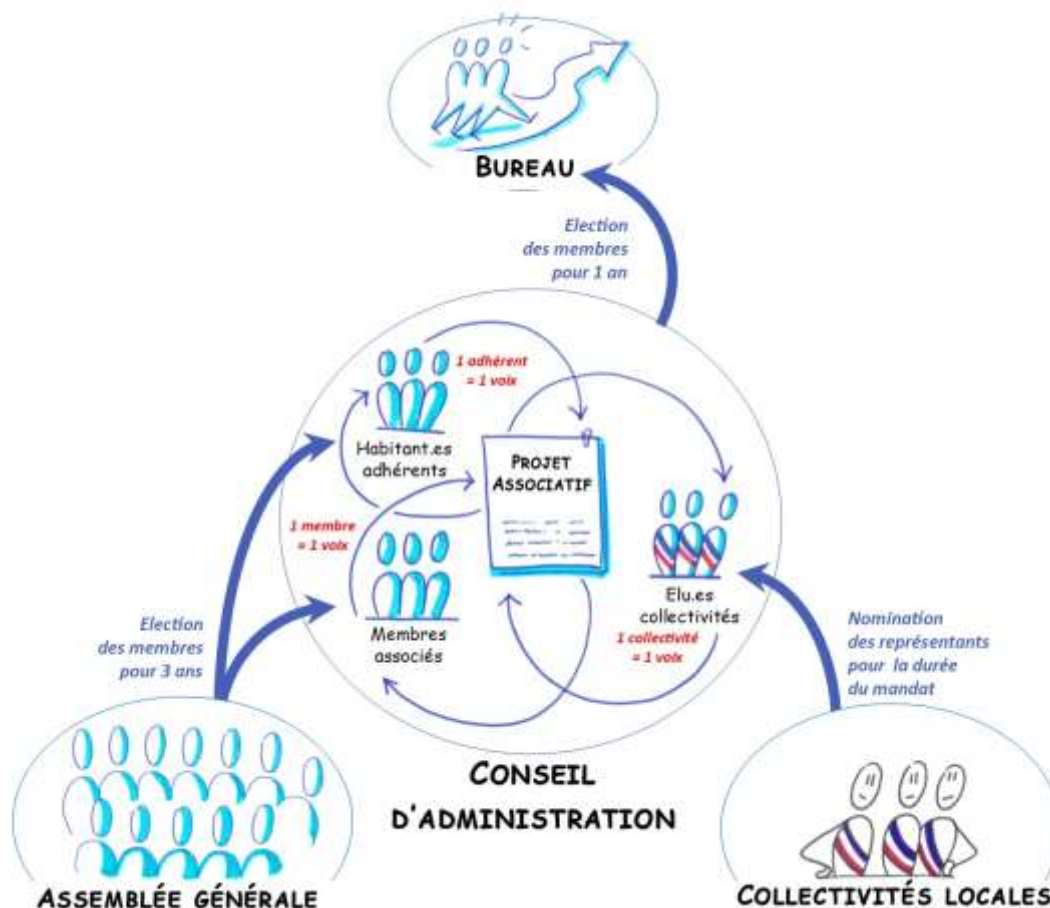 BUREAU
Election
des membres
pour 1 an
1 adhérent
= 1 voix
Habitant.es
adhérents
PROJET
ASSOCIATIF
1 membre
= 1 voix
Membres
associés
Elu.es
collectivités
1 collectivité
= 1 voix
Election
des membres
pour 3 ans
Nomination
des représentants
pour la durée
du mandat
CONSEIL
D'ADMINISTRATION
ASSEMBLÉE GÉNÉRALE
COLLECTIVITÉS LOCALES